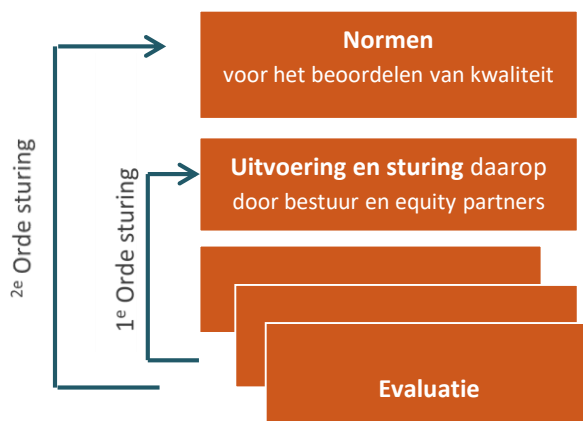 Normen
voor het beoordelen van kwaliteit
Uitvoering en sturing daarop
door bestuur en equity partners
Evaluatie
2e Orde sturing
1e Orde sturing